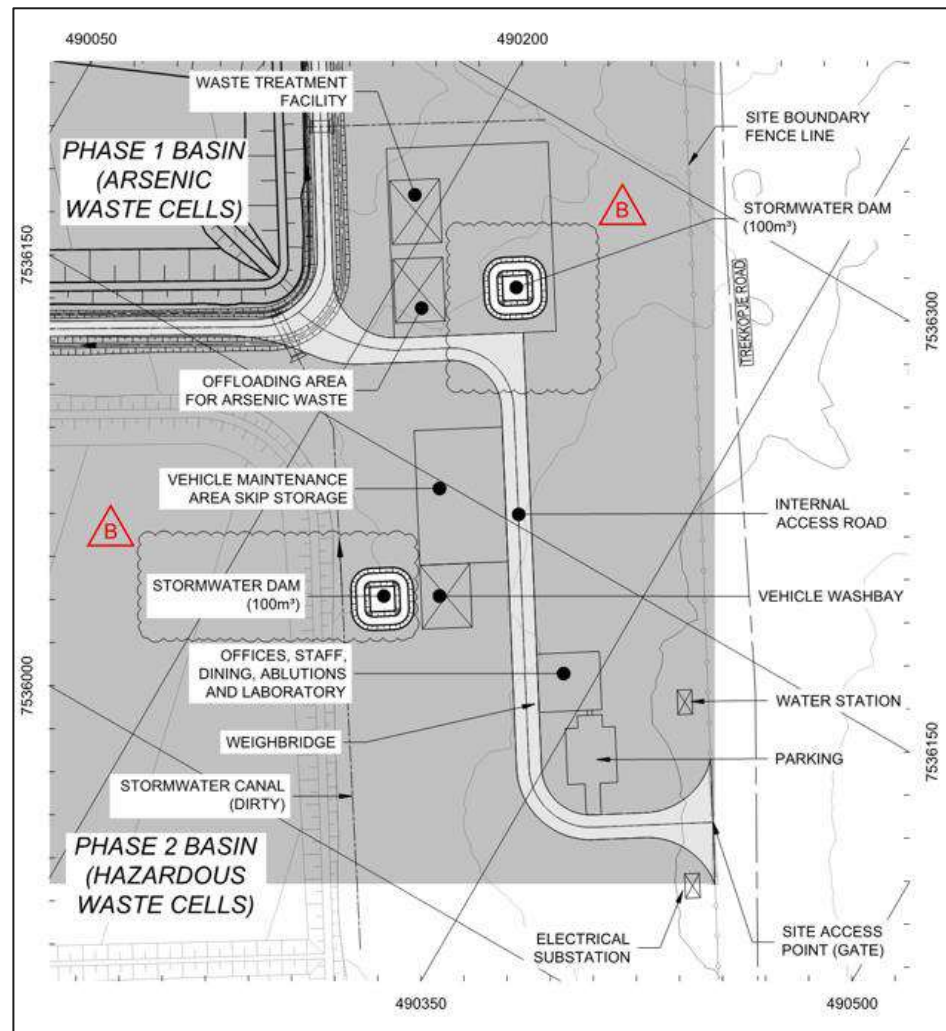 490050
490200
WASTE TREATMENT
FACILITY
SITE BOUNDARY
FENCE LINE
PHASE 1 BASIN
(ARSENIC
WASTE CELLS)
B
STORMWATER DAM
(100m³)
7536150
TREKKOPJE ROAD
7536300
OFFLOADING AREA
FOR ARSENIC WASTE
VEHICLE MAINTENANCE
AREA SKIP STORAGE
INTERNAL
ACCESS ROAD
B
STORMWATER DAM
(100m³)
VEHICLE WASHBAY
OFFICES, STAFF,
DINING, ABLUTIONS
AND LABORATORY
7536000
WATER STATION
WEIGHBRIDGE
PARKING
7536150
STORMWATER CANAL
(DIRTY)
PHASE 2 BASIN
(HAZARDOUS
WASTE CELLS)
ELECTRICAL
SUBSTATION
SITE ACCESS
POINT (GATE)
490350
490500